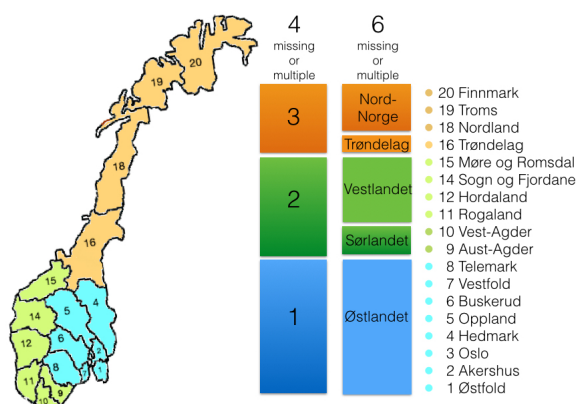 4
missing
or
multiple
6
missing
or
multiple
3
2
1
Nord-
Norge
Trøndelag
Vestlandet
Sørlandet
Østlandet
20 Finnmark
19 Troms
18 Nordland
16 Trøndelag
15 Møre og Romsdal
14 Sogn og Fjordane
12 Hordaland
11 Rogaland
10 Vest-Agder
9 Aust-Agder
8 Telemark
7 Vestfold
6 Buskerud
5 Oppland
4 Hedmark
3 Oslo
2 Akershus
1 Østfold
20
19
18
16
15
14
12
11
10
9
8
7
6
5
4
3
2
1